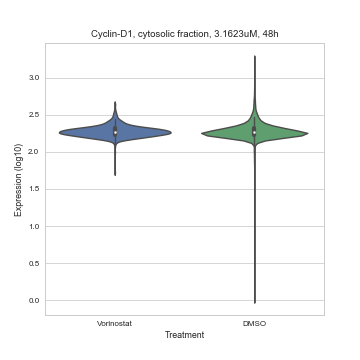 Cyclin-D1, cytosolic fraction, 3.1623uM, 48h
Expression (log10)
3.0
2.5
2.0
1.5
1.0
0.5
0.0
Vorinostat DMSO
Treatment